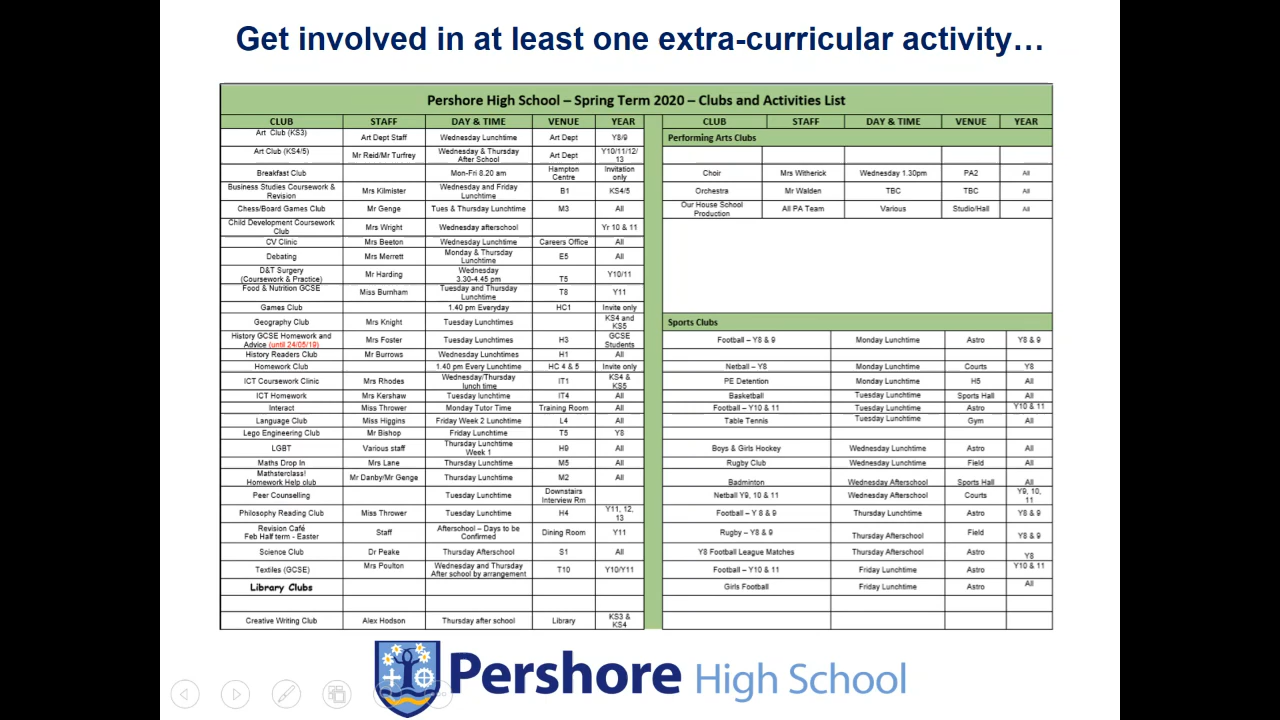 Get involved in at least one extra-curricular activity…
Pershore High School – Spring Term 2020 – Clubs and Activities List
CLUB STAFF DAY & TIME VENUE YEAR
Art Club (KS3) Art Dept Staff Wednesday Lunchtime Art Dept Y8/9
Art Club (KS4/5) Mr Reid/Mr Turfrey Wednesday & Thursday After School Art Dept Y10/11/12/13
Breakfast Club Mon-Fri 8.20 am Hampton Centre Invitation only
Business Studies Coursework & Revision Mrs Kilmister Wednesday and Friday Lunchtime B1 KS4/5
Chess/Board Games Club Mr Genge Tues & Thursday Lunchtime M3 All
Child Development Coursework Club Mrs Wright Wednesday afterschool Yr 10 & 11
CV Clinic Mrs Beeton Wednesday Lunchtime Careers Office All
Debating Mrs Merrett Monday & Thursday Lunchtime E5 All
D&T Surgery (Coursework & Practice) Mr Harding Wednesday 3.30-4.45 pm T5 Y10/11
Food & Nutrition GCSE Miss Burnham Tuesday and Thursday Lunchtime T8 Y11
Games Club 1.40 pm Everyday HC1 Invite only
Geography Club Mrs Knight Tuesday Lunchtimes KS4 and KS5
History GCSE Homework and Advice (until 24/05/19) Mrs Foster Tuesday Lunchtimes H3 GCSE Students
History Readers Club Mr Burrows Wednesday Lunchtimes H1 All
Homework Club 1.40 pm Every Lunchtime HC 4 & 5 Invite only
ICT Coursework Clinic Mrs Rhodes Wednesday/Thursday lunch time IT1 KS4 & KS5
ICT Homework Mrs Kershaw Tuesday lunchtime IT4 All
Interact Miss Thrower Monday Tutor Time Training Room All
Language Club Miss Higgins Friday Week 2 Lunchtime L4 All
Lego Engineering Club Mr Bishop Friday Lunchtime T5 Y8
LGBT Various staff Thursday Lunchtime Week 1 H9 All
Maths Drop In Mrs Lane Thursday Lunchtime M5 All
Mathsterclass! Homework Help club Mr Danby/Mr Genge Thursday Lunchtime M2 All
Peer Counselling Tuesday Lunchtime Downstairs Interview Rm
Philosophy Reading Club Miss Thrower Tuesday Lunchtime H4 Y11, 12, 13
Revision Café Feb Half term - Easter Staff Afterschool – Days to be Confirmed Dining Room Y11
Science Club Dr Peake Thursday Afterschool S1 All
Textiles (GCSE) Mrs Poulton Wednesday and Thursday After school by arrangement T10 Y10/Y11
Library Clubs
Creative Writing Club Alex Hodson Thursday after school Library KS3 & KS4
CLUB STAFF DAY & TIME VENUE YEAR
Performing Arts Clubs
Choir Mrs Witherick Wednesday 1.30pm PA2 All
Orchestra Mr Walden TBC TBC All
Our House School Production All PA Team Various Studio/Hall All
Sports Clubs
Football – Y8 & 9 Monday Lunchtime Astro Y8 & 9
Netball – Y8 Monday Lunchtime Courts Y8
PE Detention Monday Lunchtime H5 All
Basketball Tuesday Lunchtime Sports Hall All
Football – Y10 & 11 Tuesday Lunchtime Astro Y10 & 11
Table Tennis Tuesday Lunchtime Gym All
Boys & Girls Hockey Wednesday Lunchtime Astro All
Rugby Club Wednesday Lunchtime Field All
Badminton Wednesday Afterschool Sports Hall All
Netball Y9, 10 & 11 Wednesday Afterschool Courts Y9, 10, 11
Football – Y 8 & 9 Thursday Lunchtime Astro Y8 & 9
Rugby – Y8 & 9 Thursday Afterschool Field Y8 & 9
Y8 Football League Matches Thursday Afterschool Astro Y8
Football – Y10 & 11 Friday Lunchtime Astro Y10 & 11
Girls Football Friday Lunchtime Astro All
Pershore High School